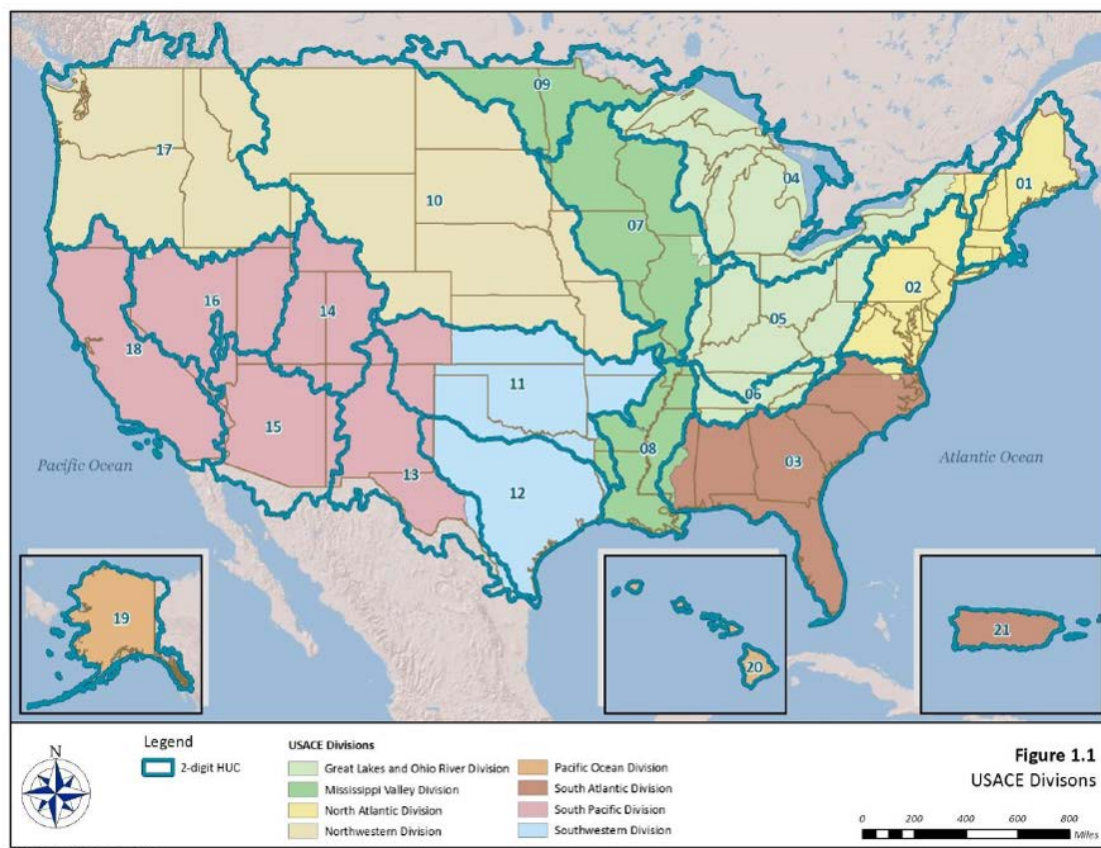 09
01
17
04
10
07
02
16
14
05
18
11
06
15
08
03
Pacific Ocean
Atlantic Ocean
13
12
19
20
21
N
Legend
2-digit HUC
USACE Divisions
Great Lakes and Ohio River Division
Mississippi Valley Division
North Atlantic Division
Northwestern Division
Pacific Ocean Division
South Atlantic Division
South Pacific Division
Southwestern Division
Figure 1.1
USACE Divisons
0 200 400 600 800
Miles